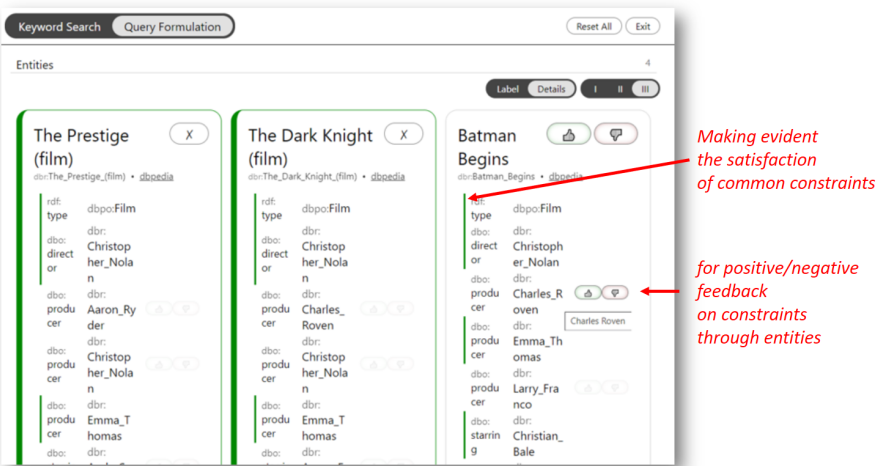 Keyword Search Query Formulation Reset All Exit
Entities 4
Label Details I II III
The Prestige
(film)
X
dbr:The_Prestige_(film) • dbpedia
rdf:
type
dbpo:Film
dbo:
direct
or
dbr:
Christop
her_Nola
n
dbo:
produ
cer
dbr:
Aaron_Ry
der
dbo:
produ
cer
dbr:
Christop
her_Nola
n
dbo:
produ
cer
dbr:
Emma_T
homas
dbo:
dbr:
The Dark Knight
(film)
X
dbr:The_Dark_Knight_(film) • dbpedia
rdf:
type
dbpo:Film
dbo:
direct
or
dbr:
Christop
her_Nola
n
dbo:
produ
cer
dbr:
Charles_
Roven
dbo:
produ
cer
dbr:
Christop
her_Nola
n
dbo:
produ
cer
dbr:
Emma_T
homas
dbo:
dbr:
Batman
Begins
dbr:Batman_Begins • dbpedia
rdf:
type
dbpo:Film
dbo:
direct
or
dbr:
Christoph
er_Nolan
dbo:
produ
cer
dbr:
Charles_R
oven
Charles Roven
dbo:
produ
cer
dbr:
Emma_Th
omas
dbo:
produ
cer
dbr:
Larry_Fra
nco
dbo:
starrin
g
dbr:
Christian_
Bale
Making evident
the satisfaction
of common constraints
for positive/negative
feedback
on constraints
through entities